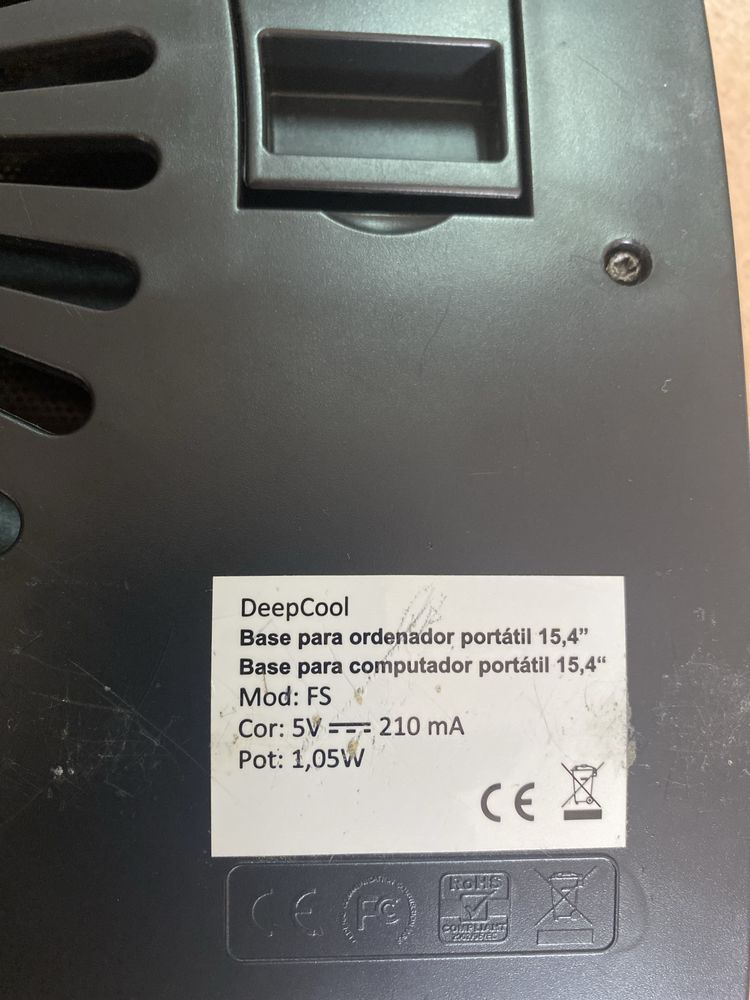 DeepCool
Base para ordenador portátil 15,4”
Base para computador portátil 15,4“
Mod: FS
Cor: 5V ⎓ 210 mA
Pot: 1,05W
CE
CE FC RoHS
COMPLIANT